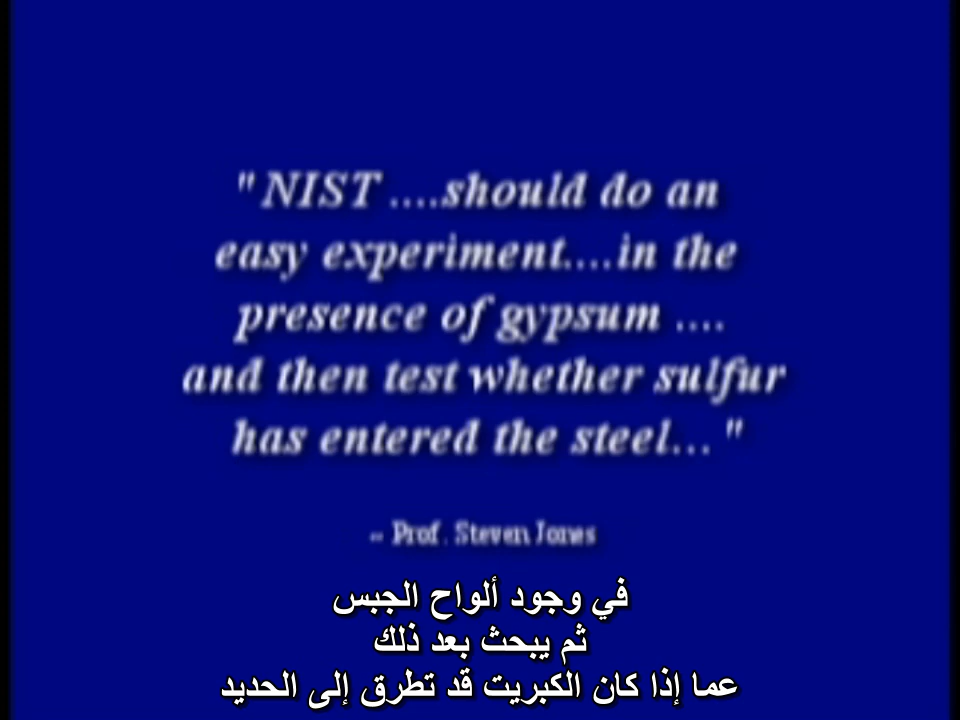 "NIST ....should do an
easy experiment....in the
presence of gypsum ....
and then test whether sulfur
has entered the steel..."
-- Prof. Steven Jones
في وجود ألواح الجبس
ثم يبحث بعد ذلك
عما إذا كان الكبريت قد تطرق إلى الحديد